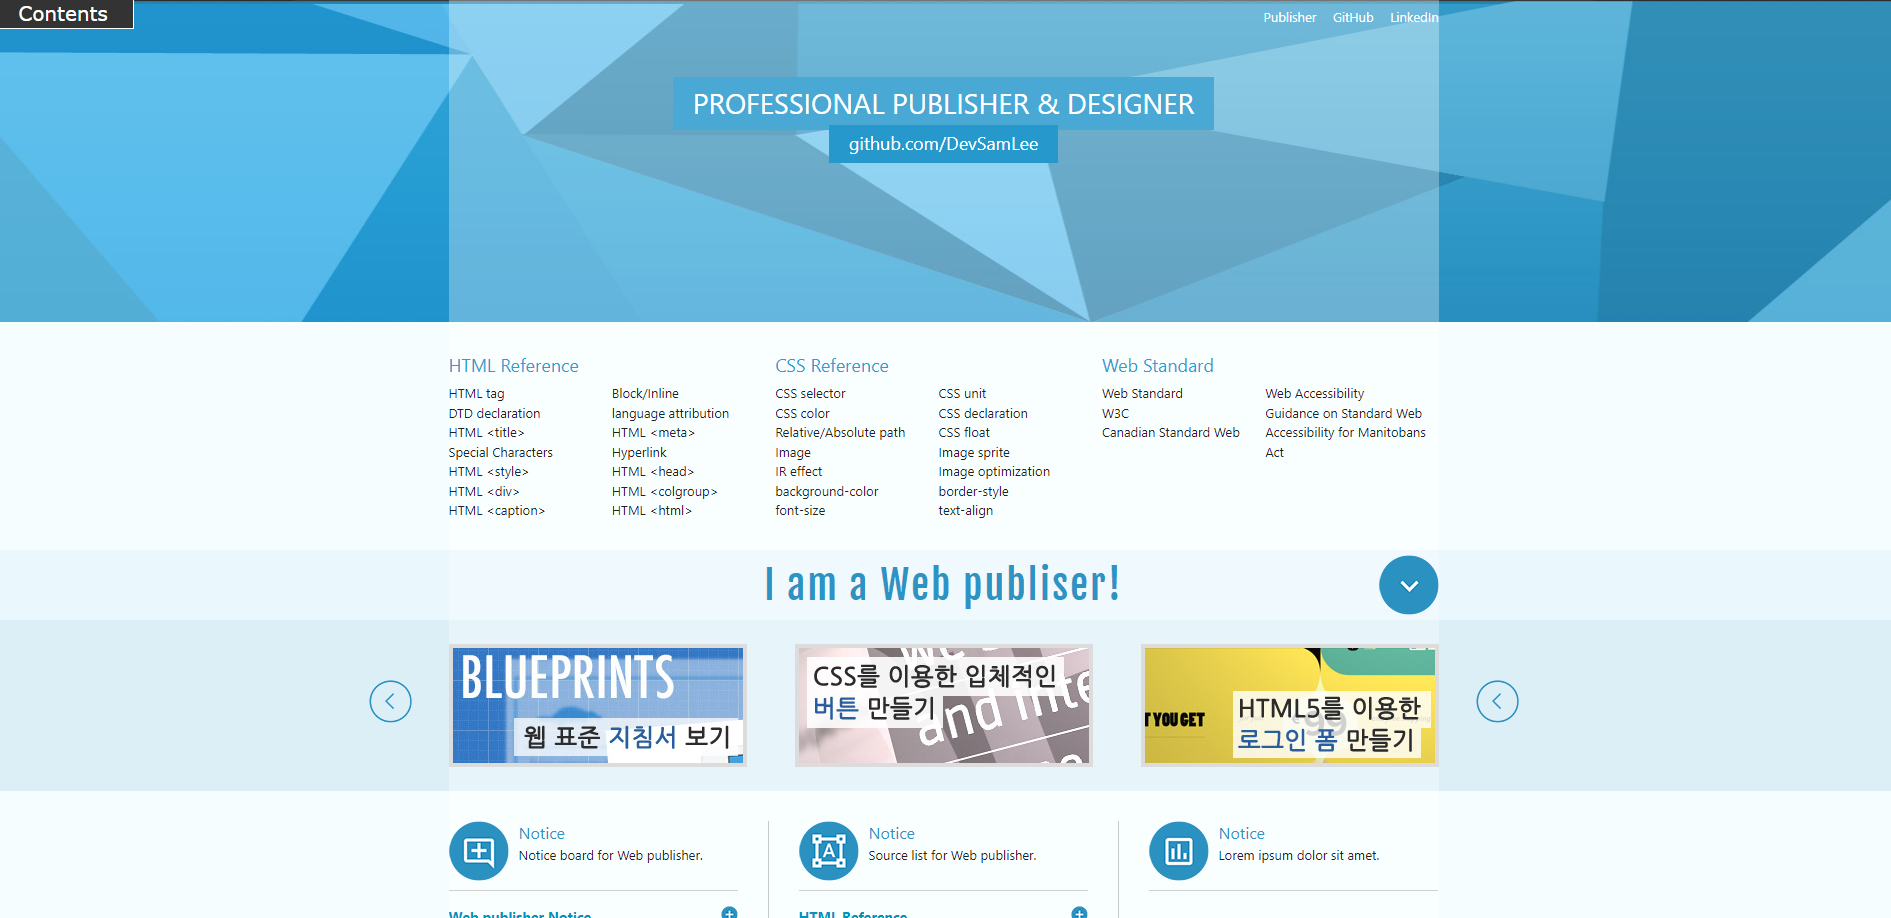 Contents
Publisher GitHub LinkedIn
PROFESSIONAL PUBLISHER & DESIGNER
github.com/DevSamLee
HTML Reference
HTML tag Block/Inline
DTD declaration language attribution
HTML <title> HTML <meta>
Special Characters Hyperlink
HTML <style> HTML <head>
HTML <div> HTML <colgroup>
HTML <caption> HTML <html>
CSS Reference
CSS selector CSS unit
CSS color CSS declaration
Relative/Absolute path CSS float
Image Image sprite
IR effect Image optimization
background-color border-style
font-size text-align
Web Standard
Web Standard Web Accessibility
W3C Guidance on Standard Web
Canadian Standard Web Accessibility for Manitobans
Act
I am a Web publiser!
BLUEPRINTS
웹 표준 지침서 보기
CSS를 이용한 입체적인
버튼 만들기
and inte
T YOU GET
HTML5를 이용한
로그인 폼 만들기
Notice
Notice board for Web publisher.
Web publisher Notice
Notice
Source list for Web publisher.
HTML Reference
Notice
Lorem ipsum dolor sit amet.